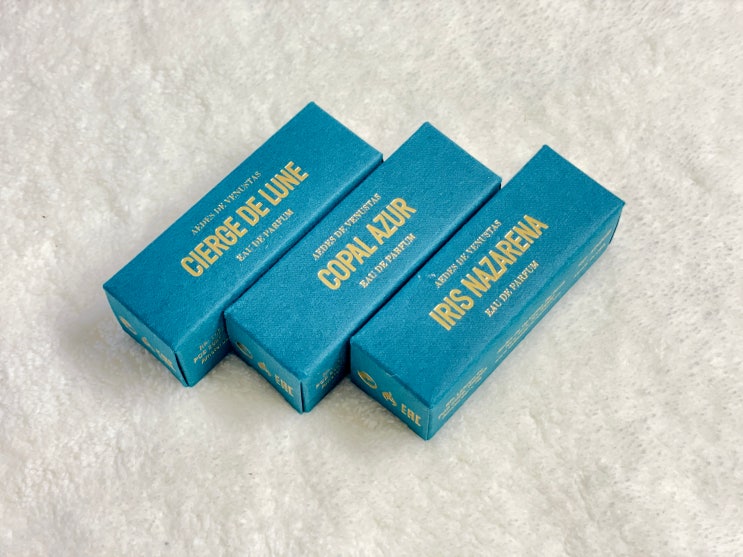 AEDES DE VENUSTAS
CIERGE DE LUNE
EAU DE PARFUM
AEDES DE VENUSTAS
COPAL AZUR
EAU DE PARFUM
AEDES DE VENUSTAS
IRIS NAZARENA
EAU DE PARFUM
EAC
EAC
EAC